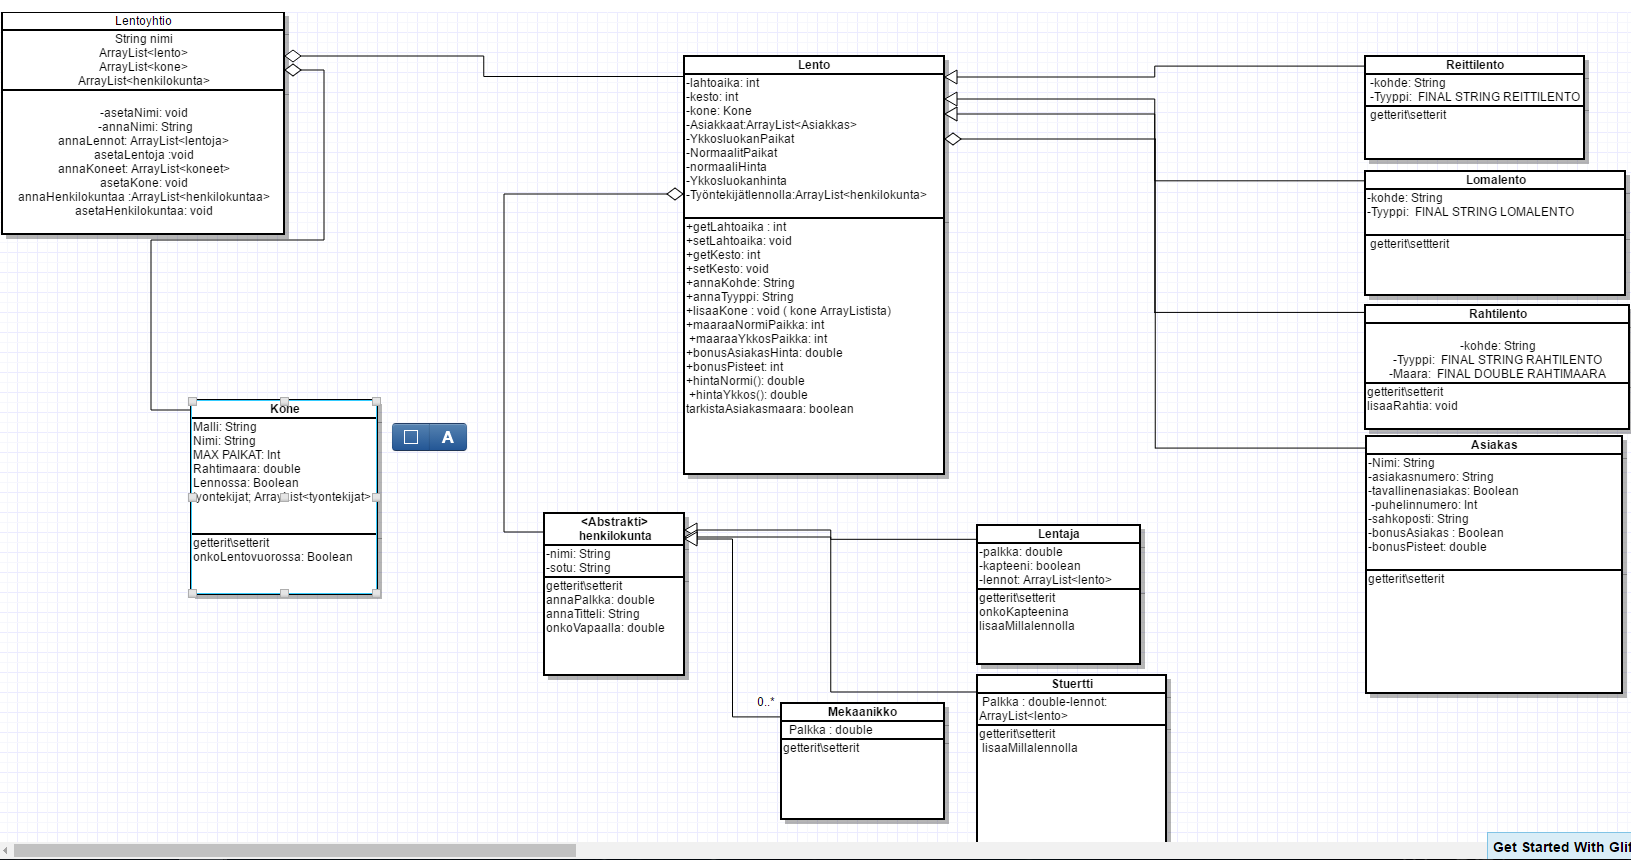 Lentoyhtio
String nimi
ArrayList<lento>
ArrayList<kone>
ArrayList<henkilokunta>
-asetaNimi: void
-annaNimi: String
annaLennot: ArrayList<lentoja>
asetaLentoja :void
annaKoneet: ArrayList<koneet>
asetaKone: void
annaHenkilokuntaa :ArrayList<henkilokuntaa>
asetaHenkilokuntaa: void
Lento
-lahtoaika: int
-kesto: int
-kone: Kone
-Asiakkaat:ArrayList<Asiakkas>
-YkkosluokanPaikat
-NormaalitPaikat
-normaaliHinta
-Ykkosluokanhinta
-Työntekijätlennolla:ArrayList<henkilokunta>
+getLahtoaika : int
+setLahtoaika: void
+getKesto: int
+setKesto: void
+annaKohde: String
+annaTyyppi: String
+lisaaKone : void ( kone ArrayListista)
+maaraaNormiPaikka: int
+maaraaYkkosPaikka: int
+bonusAsiakasHinta: double
+bonusPisteet: int
+hintaNormi(): double
+hintaYkkos(): double
tarkistaAsiakasmaara: boolean
Reittilento
-kohde: String
-Tyyppi: FINAL STRING REITTILENTO
getterit\setterit
Lomalento
-kohde: String
-Tyyppi: FINAL STRING LOMALENTO
getterit\settterit
Rahtilento
-kohde: String
-Tyyppi: FINAL STRING RAHTILENTO
-Maara: FINAL DOUBLE RAHTIMAARA
getterit\setterit
lisaaRahtia: void
Asiakas
-Nimi: String
-asiakasnumero: String
-tavallinenasiakas: Boolean
-puhelinnumero: Int
-sahkoposti: String
-bonusAsiakas : Boolean
-bonusPisteet: double
getterit\setterit
Kone
Malli: String
Nimi: String
MAX PAIKAT: Int
Rahtimaara: double
Lennossa: Boolean
tyontekijat; ArrayList<tyontekijat>
getterit\setterit
onkoLentovuorossa: Boolean
A
<Abstrakti>
henkilokunta
-nimi: String
-sotu: String
getterit\setterit
annaPalkka: double
annaTitteli: String
onkoVapaalla: double
Lentaja
-palkka: double
-kapteeni: boolean
-lennot: ArrayList<lento>
getterit\setterit
onkoKapteenina
lisaaMillalennolla
Stuertti
Palkka : double-lennot:
ArrayList<lento>
getterit\setterit
lisaaMillalennolla
0..*
Mekaanikko
Palkka : double
getterit\setterit
Get Started With Glif